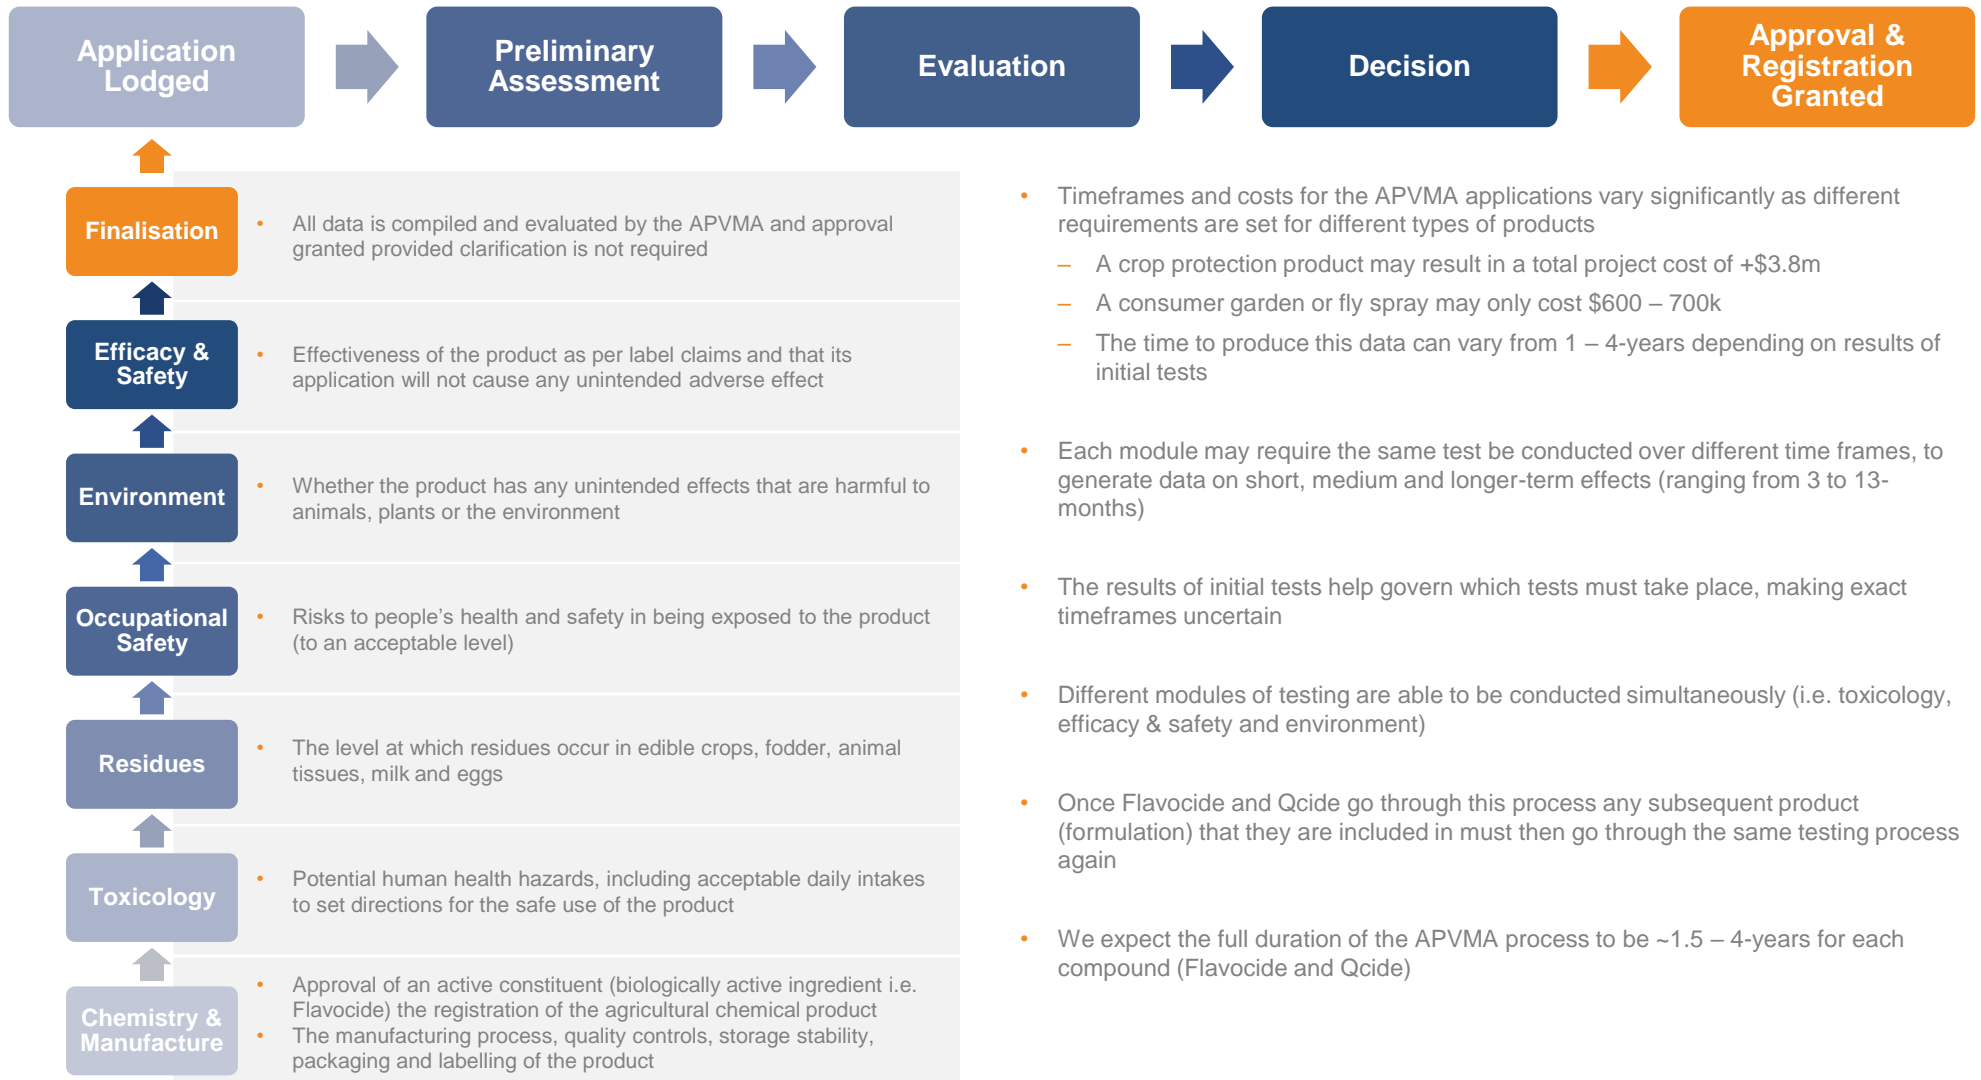 Application
Lodged
Preliminary
Assessment
Evaluation
Decision
Approval &
Registration
Granted
Finalisation
• All data is compiled and evaluated by the APVMA and approval
granted provided clarification is not required
Efficacy &
Safety
• Effectiveness of the product as per label claims and that its
application will not cause any unintended adverse effect
Environment
• Whether the product has any unintended effects that are harmful to
animals, plants or the environment
Occupational
Safety
• Risks to people’s health and safety in being exposed to the product
(to an acceptable level)
Residues
• The level at which residues occur in edible crops, fodder, animal
tissues, milk and eggs
Toxicology
• Potential human health hazards, including acceptable daily intakes
to set directions for the safe use of the product
Chemistry &
Manufacture
• Approval of an active constituent (biologically active ingredient i.e.
Flavocide) the registration of the agricultural chemical product
• The manufacturing process, quality controls, storage stability,
packaging and labelling of the product
• Timeframes and costs for the APVMA applications vary significantly as different
requirements are set for different types of products
– A crop protection product may result in a total project cost of +$3.8m
– A consumer garden or fly spray may only cost $600 – 700k
– The time to produce this data can vary from 1 – 4-years depending on results of
initial tests
• Each module may require the same test be conducted over different time frames, to
generate data on short, medium and longer-term effects (ranging from 3 to 13-
months)
• The results of initial tests help govern which tests must take place, making exact
timeframes uncertain
• Different modules of testing are able to be conducted simultaneously (i.e. toxicology,
efficacy & safety and environment)
• Once Flavocide and Qcide go through this process any subsequent product
(formulation) that they are included in must then go through the same testing process
again
• We expect the full duration of the APVMA process to be ~1.5 – 4-years for each
compound (Flavocide and Qcide)